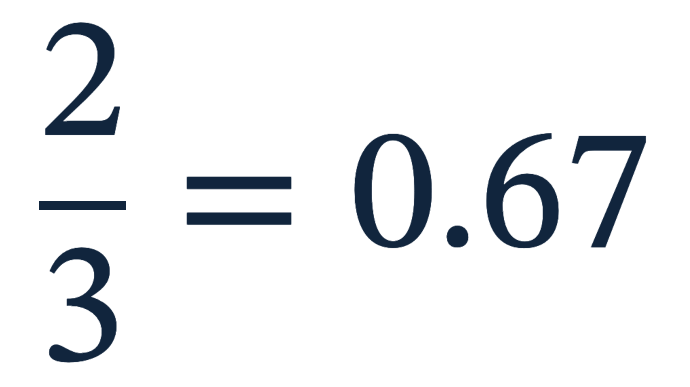 2/3 = 0.67